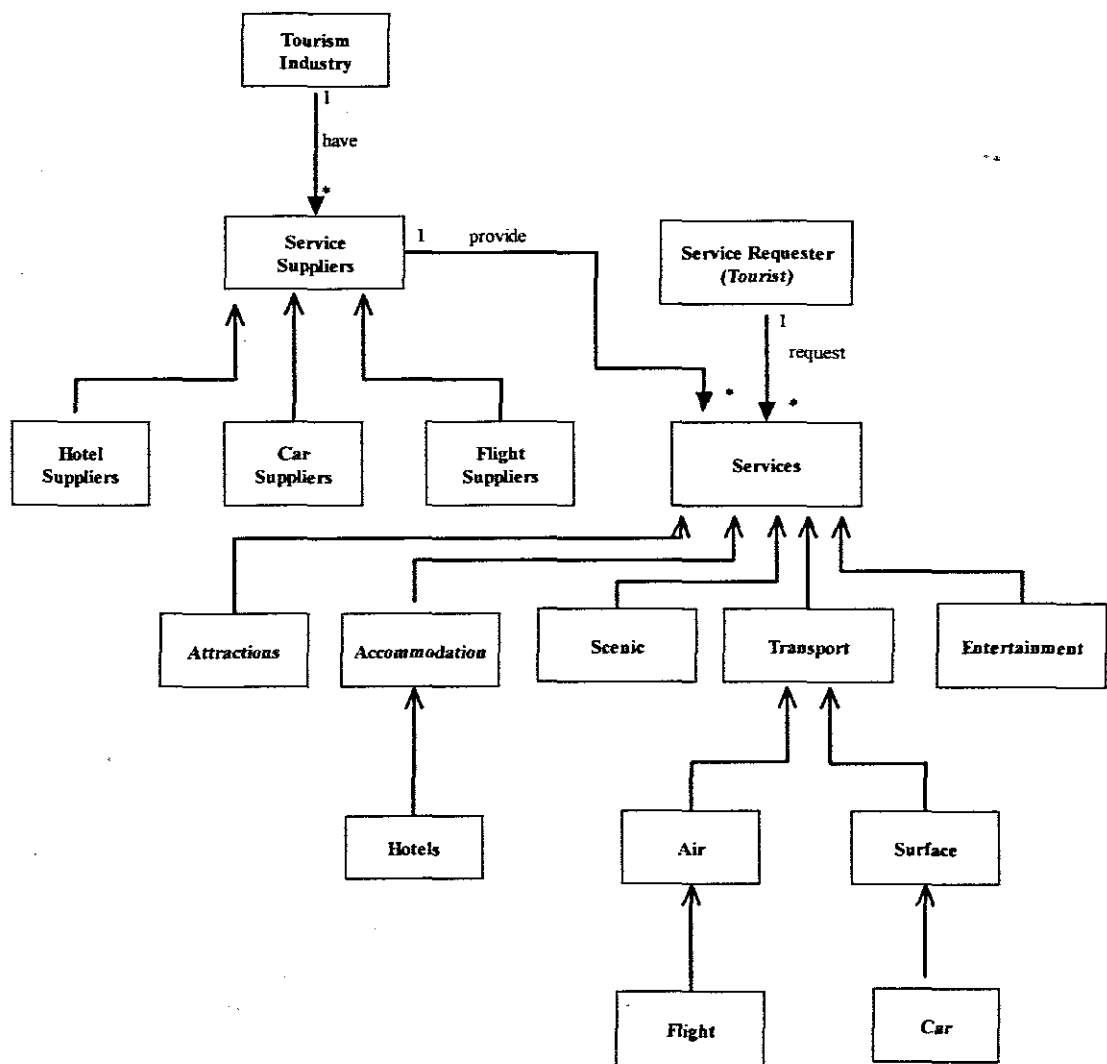 Tourism
Industry
1
have
*
Service
Suppliers
1
provide
Service Requester
(Tourist)
1
request
*
*
Hotel
Suppliers
Car
Suppliers
Flight
Suppliers
Services
Attractions
Accommodation
Scenic
Transport
Entertainment
Hotels
Air
Surface
Flight
Car